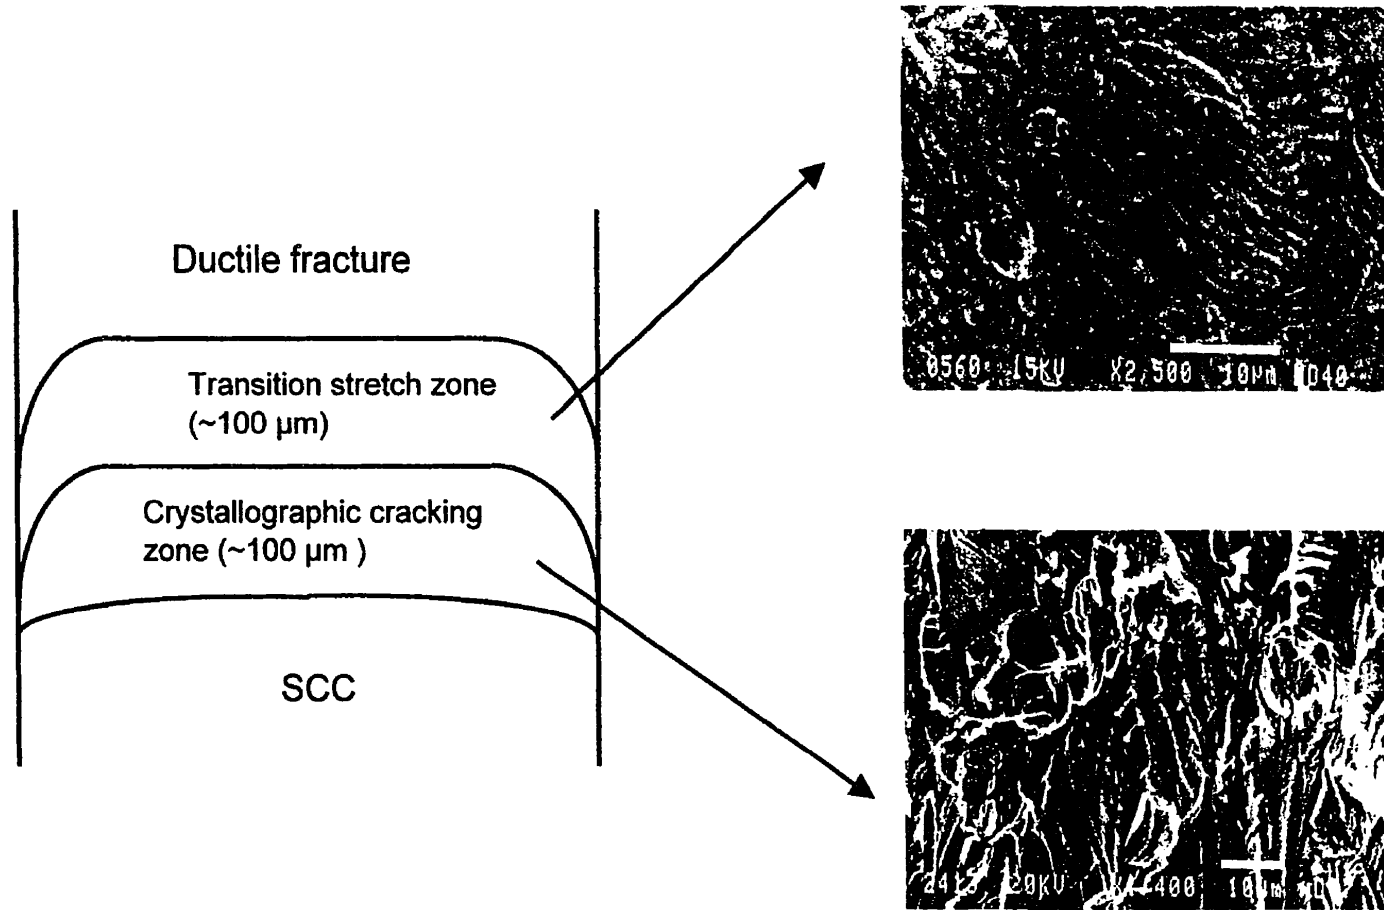 Ductile fracture
Transition stretch zone
(~100 µm)
Crystallographic cracking
zone (~100 µm )
SCC
0560 15KV X2,500 10µm
20KV 10µm